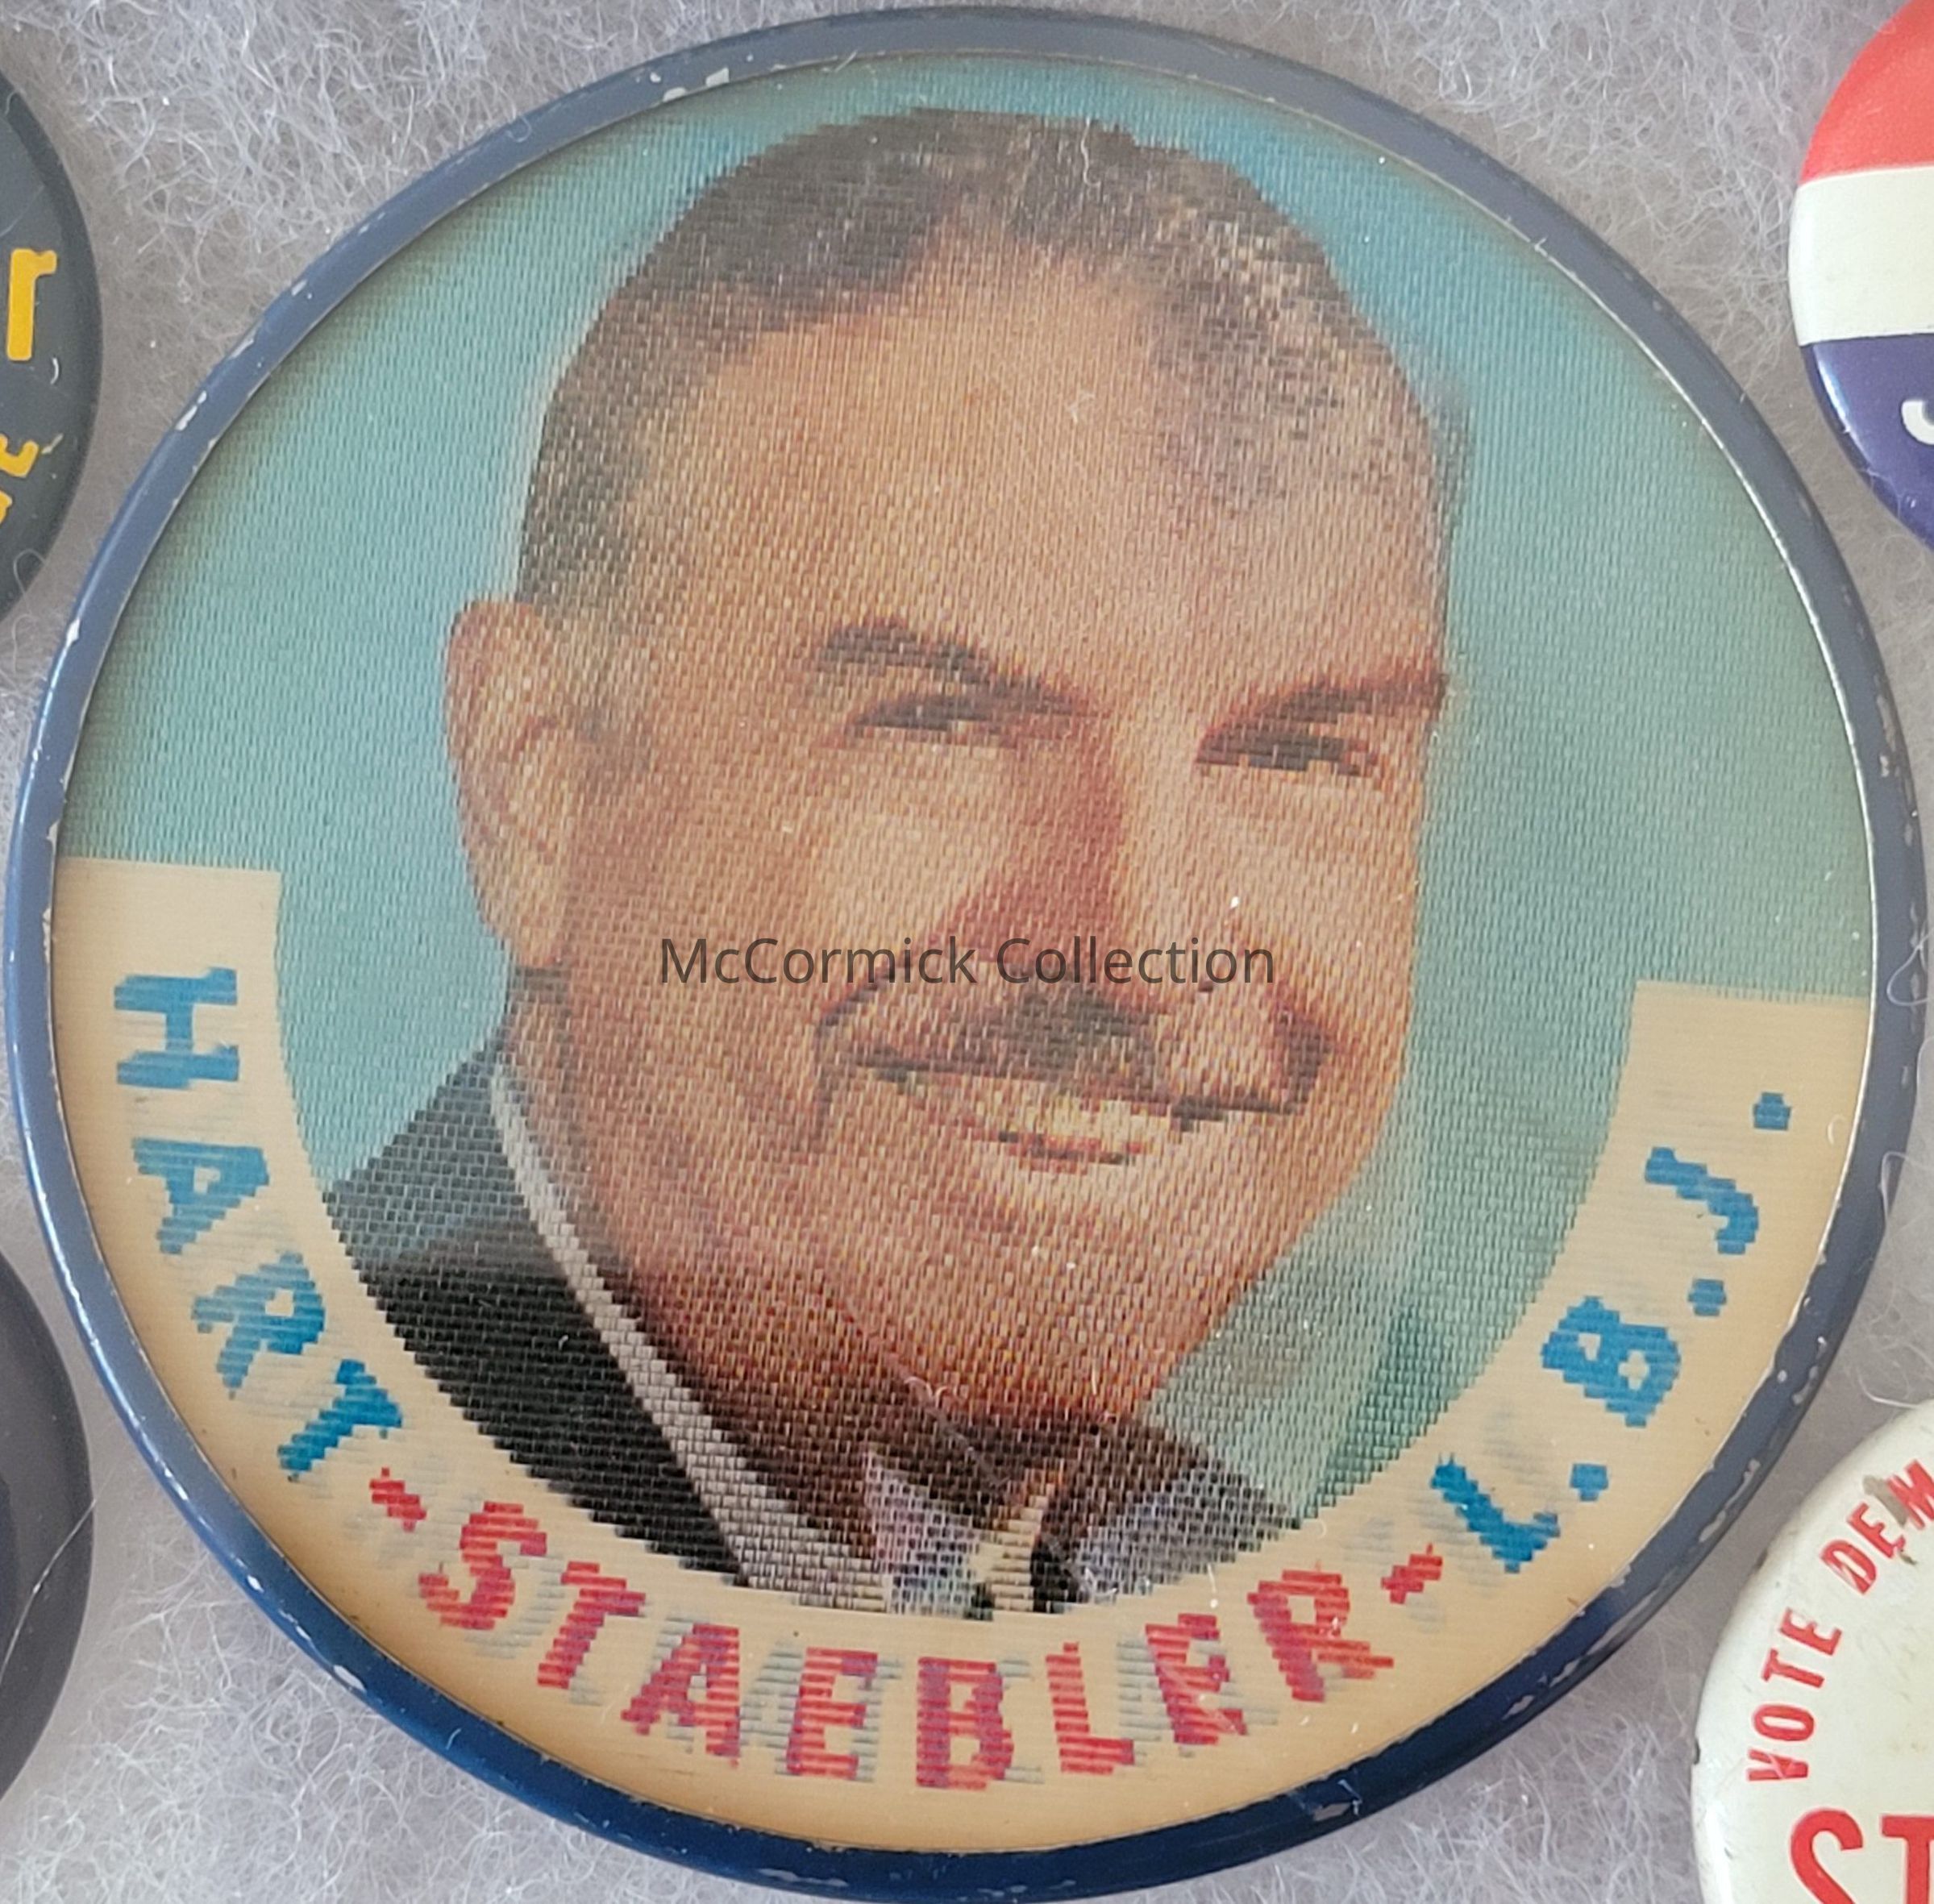 McCormick Collection
HART • STAEBLER • L.B.J.
VOTE DEM
ST